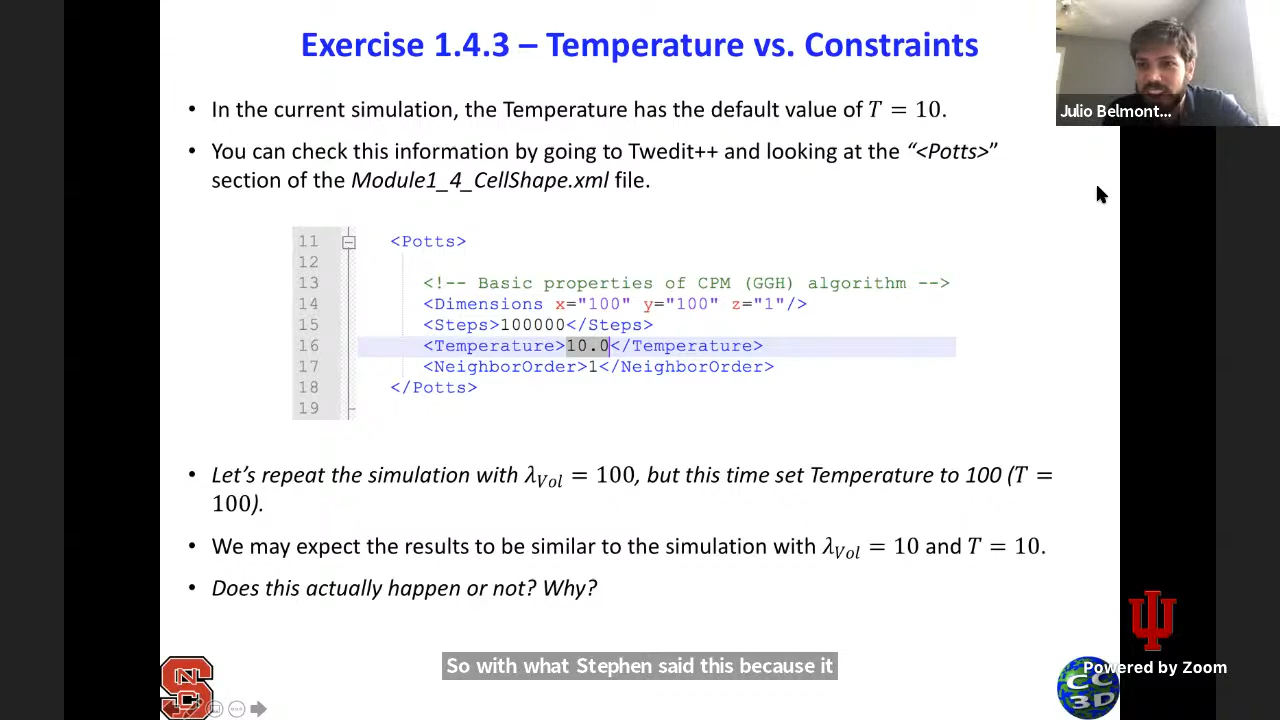 Exercise 1.4.3 – Temperature vs. Constraints
Julio Belmont...
• In the current simulation, the Temperature has the default value of T = 10.
• You can check this information by going to Twedit++ and looking at the “<Potts>”
section of the Module1_4_CellShape.xml file.
11 <Potts>
12
13 <!-- Basic properties of CPM (GGH) algorithm -->
14 <Dimensions x="100" y="100" z="1"/>
15 <Steps>100000</Steps>
16 <Temperature>10.0</Temperature>
17 <NeighborOrder>1</NeighborOrder>
18 </Potts>
19
• Let’s repeat the simulation with λVol = 100, but this time set Temperature to 100 (T =
100).
• We may expect the results to be similar to the simulation with λVol = 10 and T = 10.
• Does this actually happen or not? Why?
So with what Stephen said this because it
Powered by Zoom
CC
3D